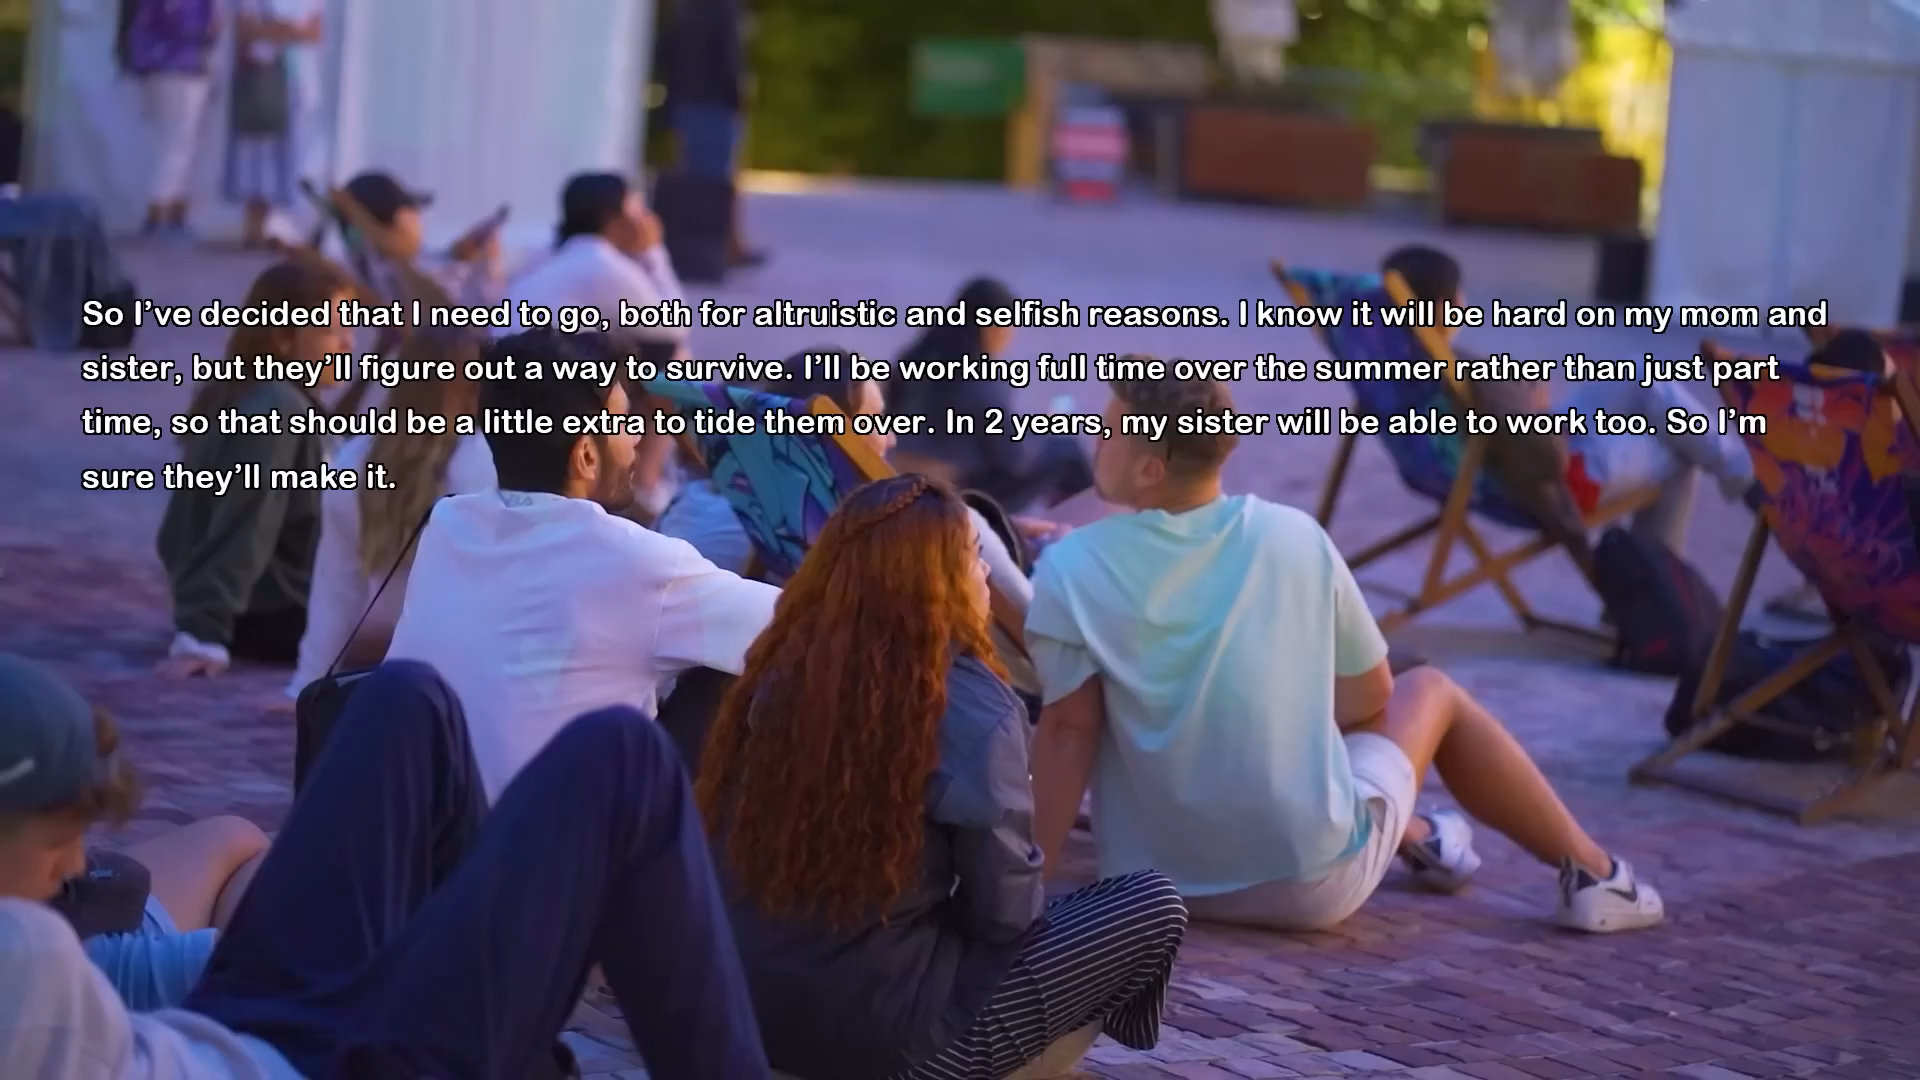 So I’ve decided that I need to go, both for altruistic and selfish reasons. I know it will be hard on my mom and
sister, but they’ll figure out a way to survive. I’ll be working full time over the summer rather than just part
time, so that should be a little extra to tide them over. In 2 years, my sister will be able to work too. So I’m
sure they’ll make it.